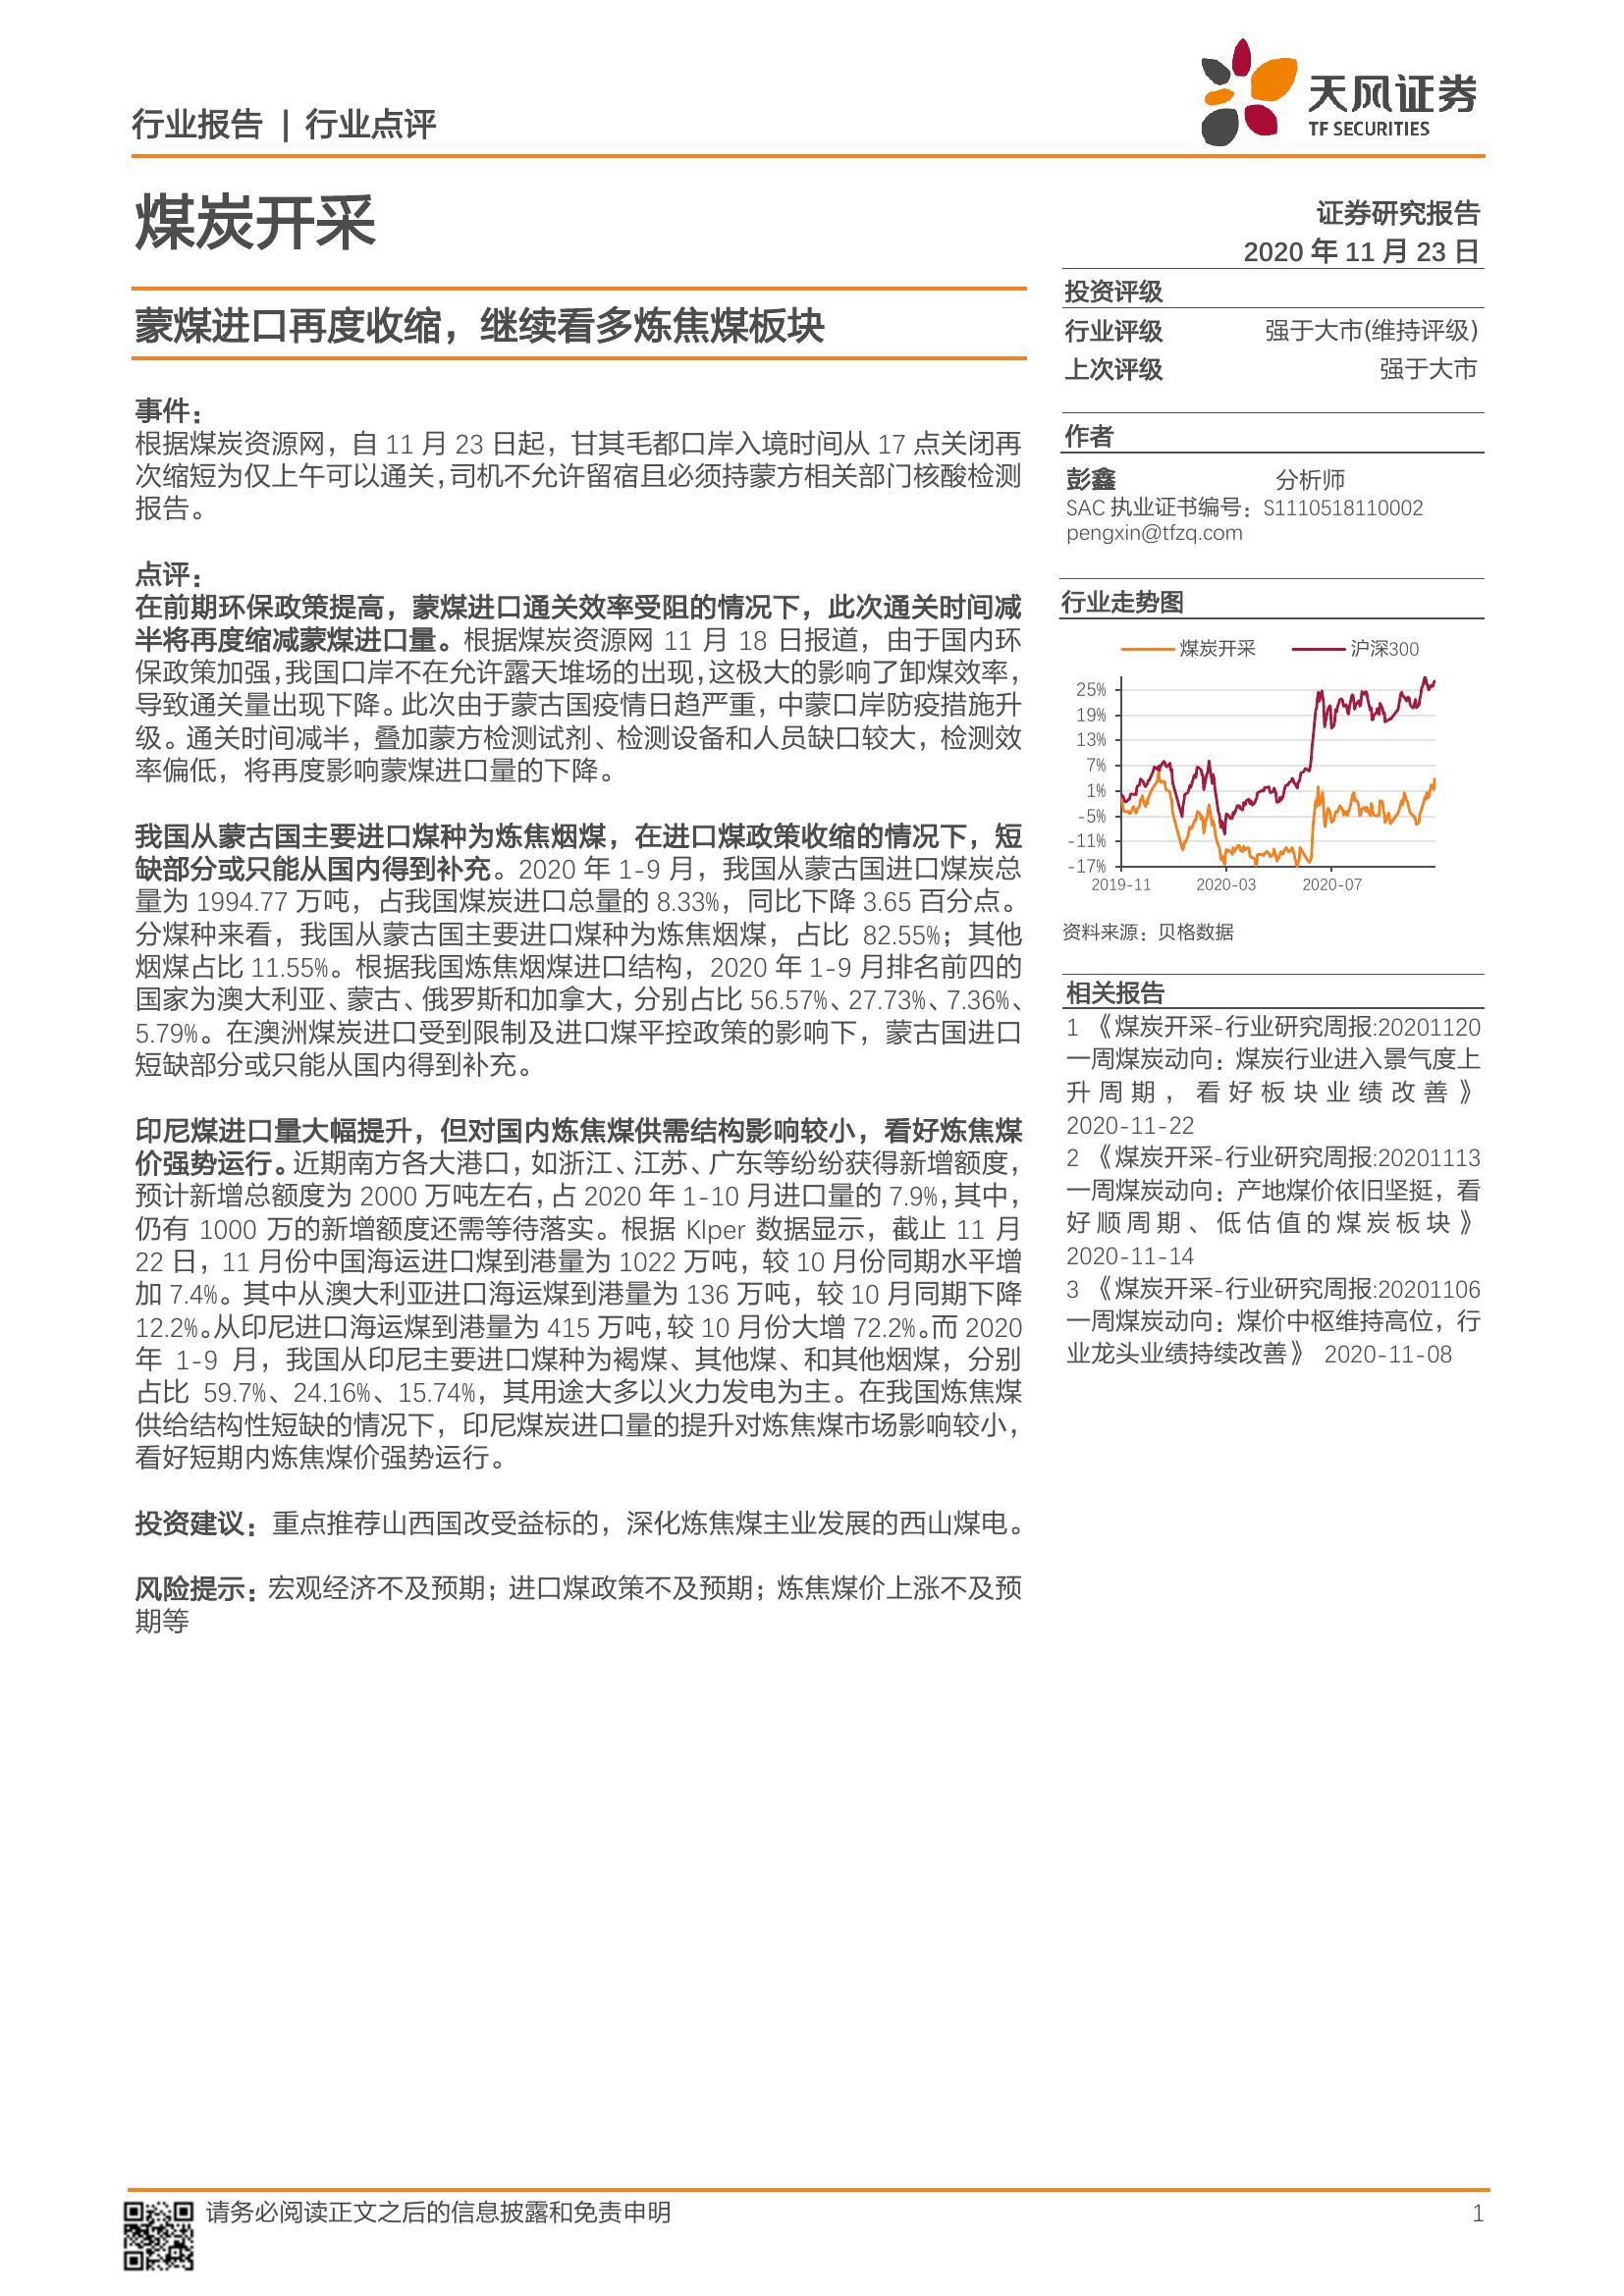 行业报告 | 行业点评
天风证券
TF SECURITIES
煤炭开采
证券研究报告
2020 年 11 月 23 日
蒙煤进口再度收缩，继续看多炼焦煤板块
事件：
根据煤炭资源网，自 11 月 23 日起，甘其毛都口岸入境时间从 17 点关闭再
次缩短为仅上午可以通关，司机不允许留宿且必须持蒙方相关部门核酸检测
报告。
点评：
在前期环保政策提高，蒙煤进口通关效率受阻的情况下，此次通关时间减
半将再度缩减蒙煤进口量。根据煤炭资源网 11 月 18 日报道，由于国内环
保政策加强，我国口岸不在允许露天堆场的出现，这极大的影响了卸煤效率，
导致通关量出现下降。此次由于蒙古国疫情日趋严重，中蒙口岸防疫措施升
级。通关时间减半，叠加蒙方检测试剂、检测设备和人员缺口较大，检测效
率偏低，将再度影响蒙煤进口量的下降。
我国从蒙古国主要进口煤种为炼焦烟煤，在进口煤政策收缩的情况下，短
缺部分或只能从国内得到补充。2020 年 1-9 月，我国从蒙古国进口煤炭总
量为 1994.77 万吨，占我国煤炭进口总量的 8.33%，同比下降 3.65 百分点。
分煤种来看，我国从蒙古国主要进口煤种为炼焦烟煤，占比 82.55%；其他
烟煤占比 11.55%。根据我国炼焦烟煤进口结构，2020 年 1-9 月排名前四的
国家为澳大利亚、蒙古、俄罗斯和加拿大，分别占比 56.57%、27.73%、7.36%、
5.79%。在澳洲煤炭进口受到限制及进口煤平控政策的影响下，蒙古国进口
短缺部分或只能从国内得到补充。
印尼煤进口量大幅提升，但对国内炼焦煤供需结构影响较小，看好炼焦煤
价强势运行。近期南方各大港口，如浙江、江苏、广东等纷纷获得新增额度，
预计新增总额度为 2000 万吨左右，占 2020 年 1-10 月进口量的 7.9%，其中，
仍有 1000 万的新增额度还需等待落实。根据 Klper 数据显示，截止 11 月
22 日，11 月份中国海运进口煤到港量为 1022 万吨，较 10 月份同期水平增
加 7.4%。其中从澳大利亚进口海运煤到港量为 136 万吨，较 10 月同期下降
12.2%。从印尼进口海运煤到港量为 415 万吨，较 10 月份大增 72.2%。而 2020
年 1-9 月，我国从印尼主要进口煤种为褐煤、其他煤、和其他烟煤，分别
占比 59.7%、24.16%、15.74%，其用途大多以火力发电为主。在我国炼焦煤
供给结构性短缺的情况下，印尼煤炭进口量的提升对炼焦煤市场影响较小，
看好短期内炼焦煤价强势运行。
投资建议：重点推荐山西国改受益标的，深化炼焦煤主业发展的西山煤电。
风险提示：宏观经济不及预期；进口煤政策不及预期；炼焦煤价上涨不及预
期等
投资评级
行业评级 强于大市(维持评级)
上次评级 强于大市
作者
彭鑫 分析师
SAC 执业证书编号：S1110518110002
pengxin@tfzq.com
行业走势图
煤炭开采 沪深300
25%
19%
13%
7%
1%
-5%
-11%
-17%
2019-11 2020-03 2020-07
资料来源：贝格数据
相关报告
1 《煤炭开采-行业研究周报:20201120
一周煤炭动向：煤炭行业进入景气度上
升周期，看好板块业绩改善》
2020-11-22
2 《煤炭开采-行业研究周报:20201113
一周煤炭动向：产地煤价依旧坚挺，看
好顺周期、低估值的煤炭板块》
2020-11-14
3 《煤炭开采-行业研究周报:20201106
一周煤炭动向：煤价中枢维持高位，行
业龙头业绩持续改善》 2020-11-08
请务必阅读正文之后的信息披露和免责申明 1